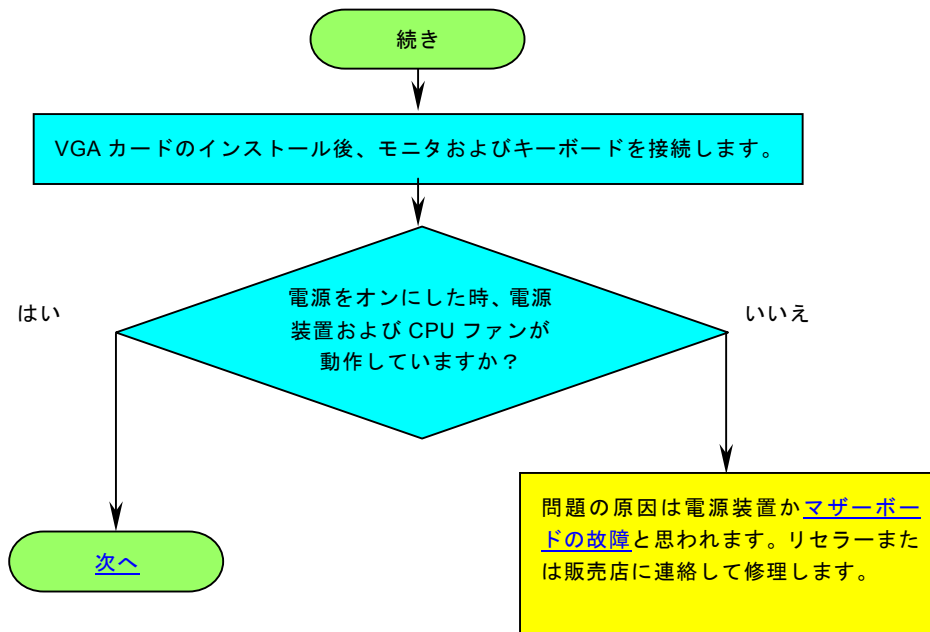 続き
VGA カードのインストール後、モニタおよびキーボードを接続します。
電源をオンにした時、電源
装置および CPU ファンが
動作していますか？
はい
いいえ
次へ
問題の原因は電源装置かマザーボー
ドの故障と思われます。リセラーまた
は販売店に連絡して修理します。